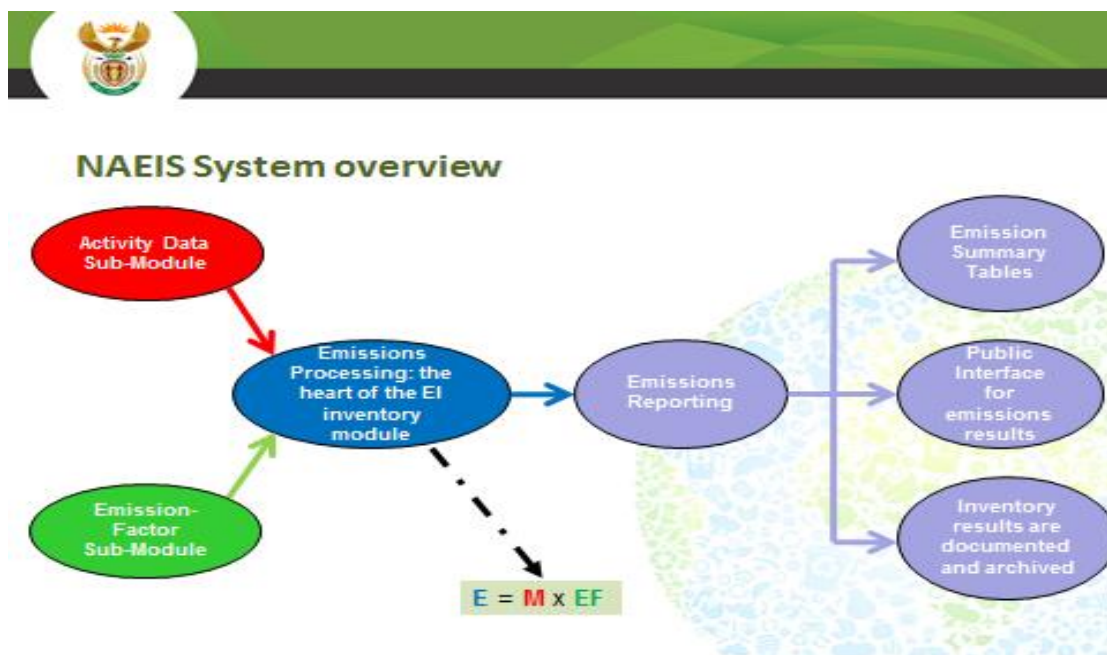 NAEIS System overview
Activity Data
Sub-Module
Emissions
Processing: the
heart of the EI
inventory
module
Emission-
Factor
Sub-Module
E = M x EF
Emissions
Reporting
Emission
Summary
Tables
Public
Interface
for
emissions
results
Inventory
results are
documented
and archived